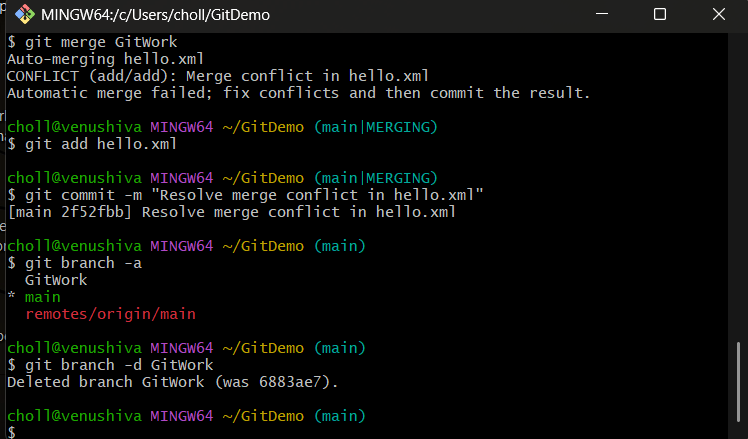 MINGW64:/c/Users/choll/GitDemo
$ git merge GitWork
Auto-merging hello.xml
CONFLICT (add/add): Merge conflict in hello.xml
Automatic merge failed; fix conflicts and then commit the result.
choll@venushiva MINGW64 ~/GitDemo (main|MERGING)
$ git add hello.xml
choll@venushiva MINGW64 ~/GitDemo (main|MERGING)
$ git commit -m "Resolve merge conflict in hello.xml"
[main 2f52fbb] Resolve merge conflict in hello.xml
choll@venushiva MINGW64 ~/GitDemo (main)
$ git branch -a
GitWork
* main
remotes/origin/main
choll@venushiva MINGW64 ~/GitDemo (main)
$ git branch -d GitWork
Deleted branch GitWork (was 6883ae7).
choll@venushiva MINGW64 ~/GitDemo (main)
$